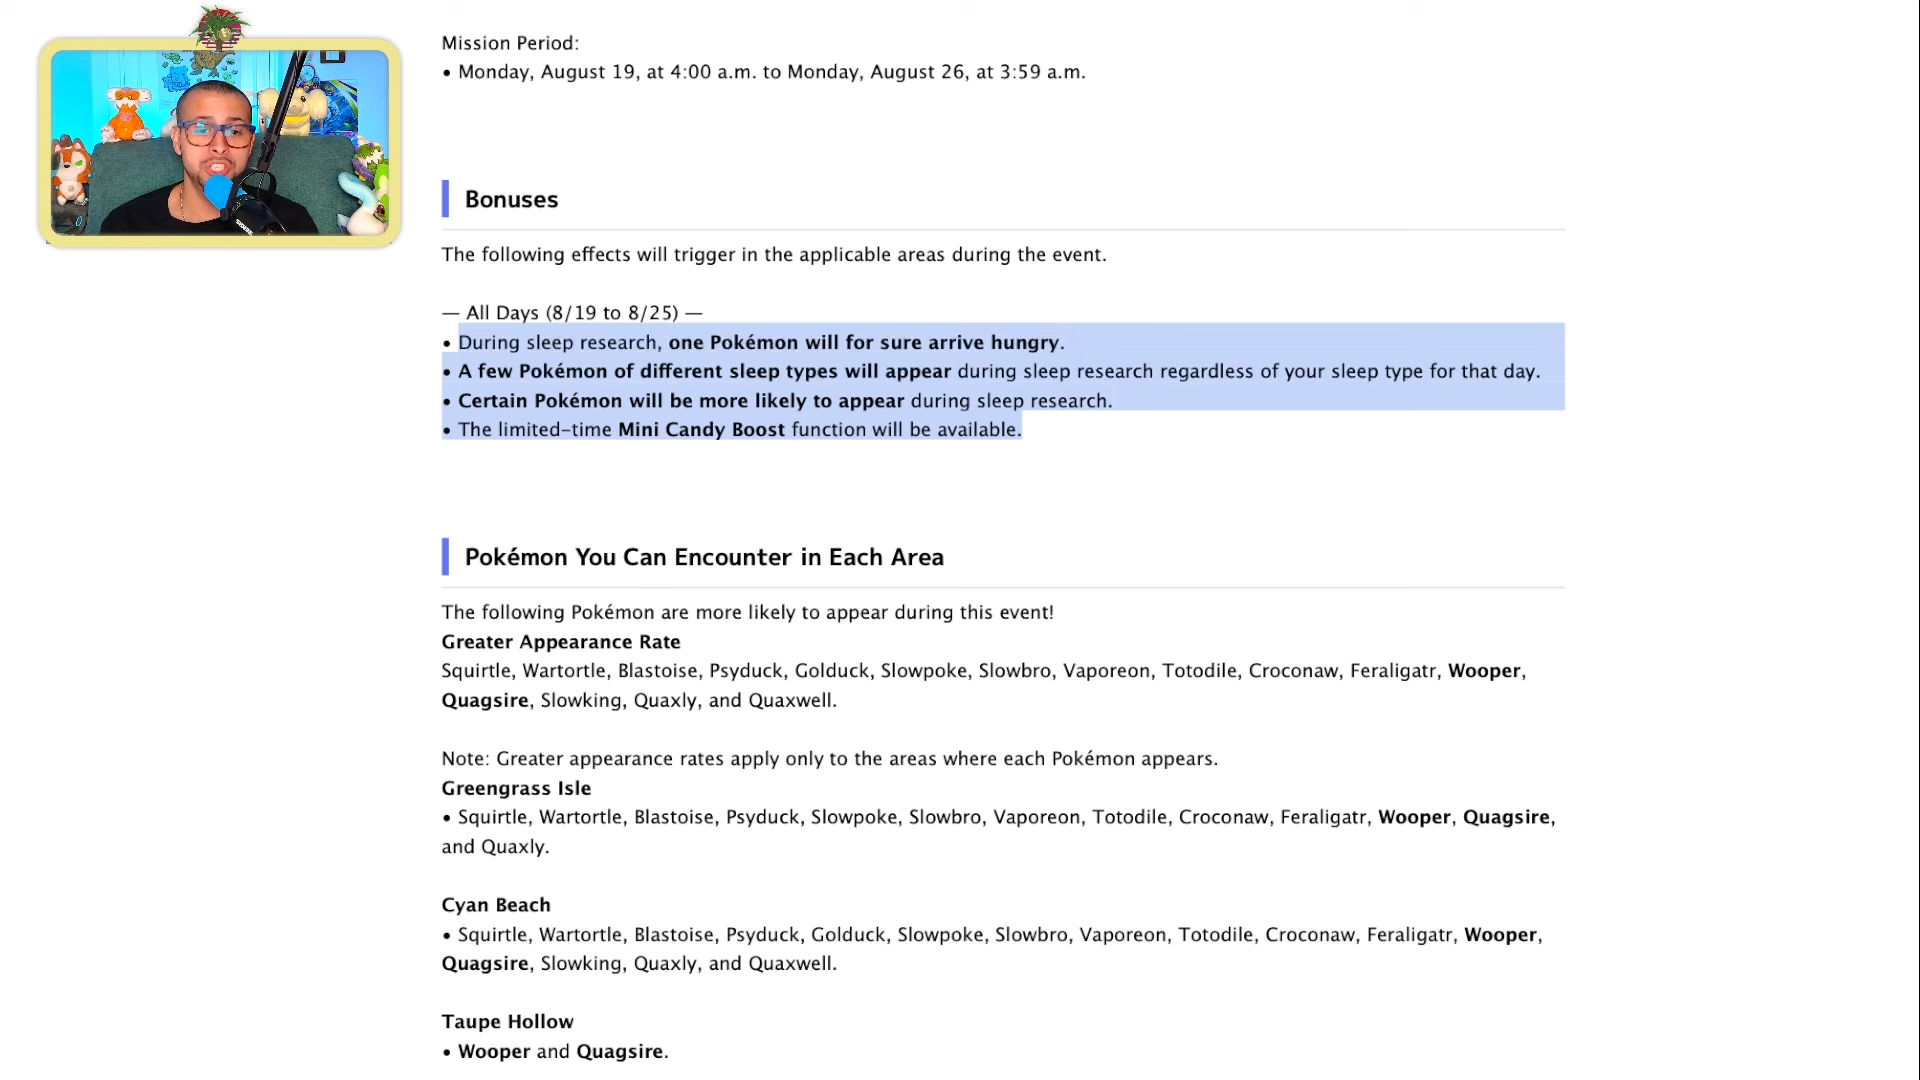 Mission Period:
• Monday, August 19, at 4:00 a.m. to Monday, August 26, at 3:59 a.m.
Bonuses
The following effects will trigger in the applicable areas during the event.
— All Days (8/19 to 8/25) —
• During sleep research, one Pokémon will for sure arrive hungry.
• A few Pokémon of different sleep types will appear during sleep research regardless of your sleep type for that day.
• Certain Pokémon will be more likely to appear during sleep research.
• The limited-time Mini Candy Boost function will be available.
Pokémon You Can Encounter in Each Area
The following Pokémon are more likely to appear during this event!
Greater Appearance Rate
Squirtle, Wartortle, Blastoise, Psyduck, Golduck, Slowpoke, Slowbro, Vaporeon, Totodile, Croconaw, Feraligatr, Wooper,
Quagsire, Slowking, Quaxly, and Quaxwell.
Note: Greater appearance rates apply only to the areas where each Pokémon appears.
Greengrass Isle
• Squirtle, Wartortle, Blastoise, Psyduck, Slowpoke, Slowbro, Vaporeon, Totodile, Croconaw, Feraligatr, Wooper, Quagsire,
and Quaxly.
Cyan Beach
• Squirtle, Wartortle, Blastoise, Psyduck, Golduck, Slowpoke, Slowbro, Vaporeon, Totodile, Croconaw, Feraligatr, Wooper,
Quagsire, Slowking, Quaxly, and Quaxwell.
Taupe Hollow
• Wooper and Quagsire.